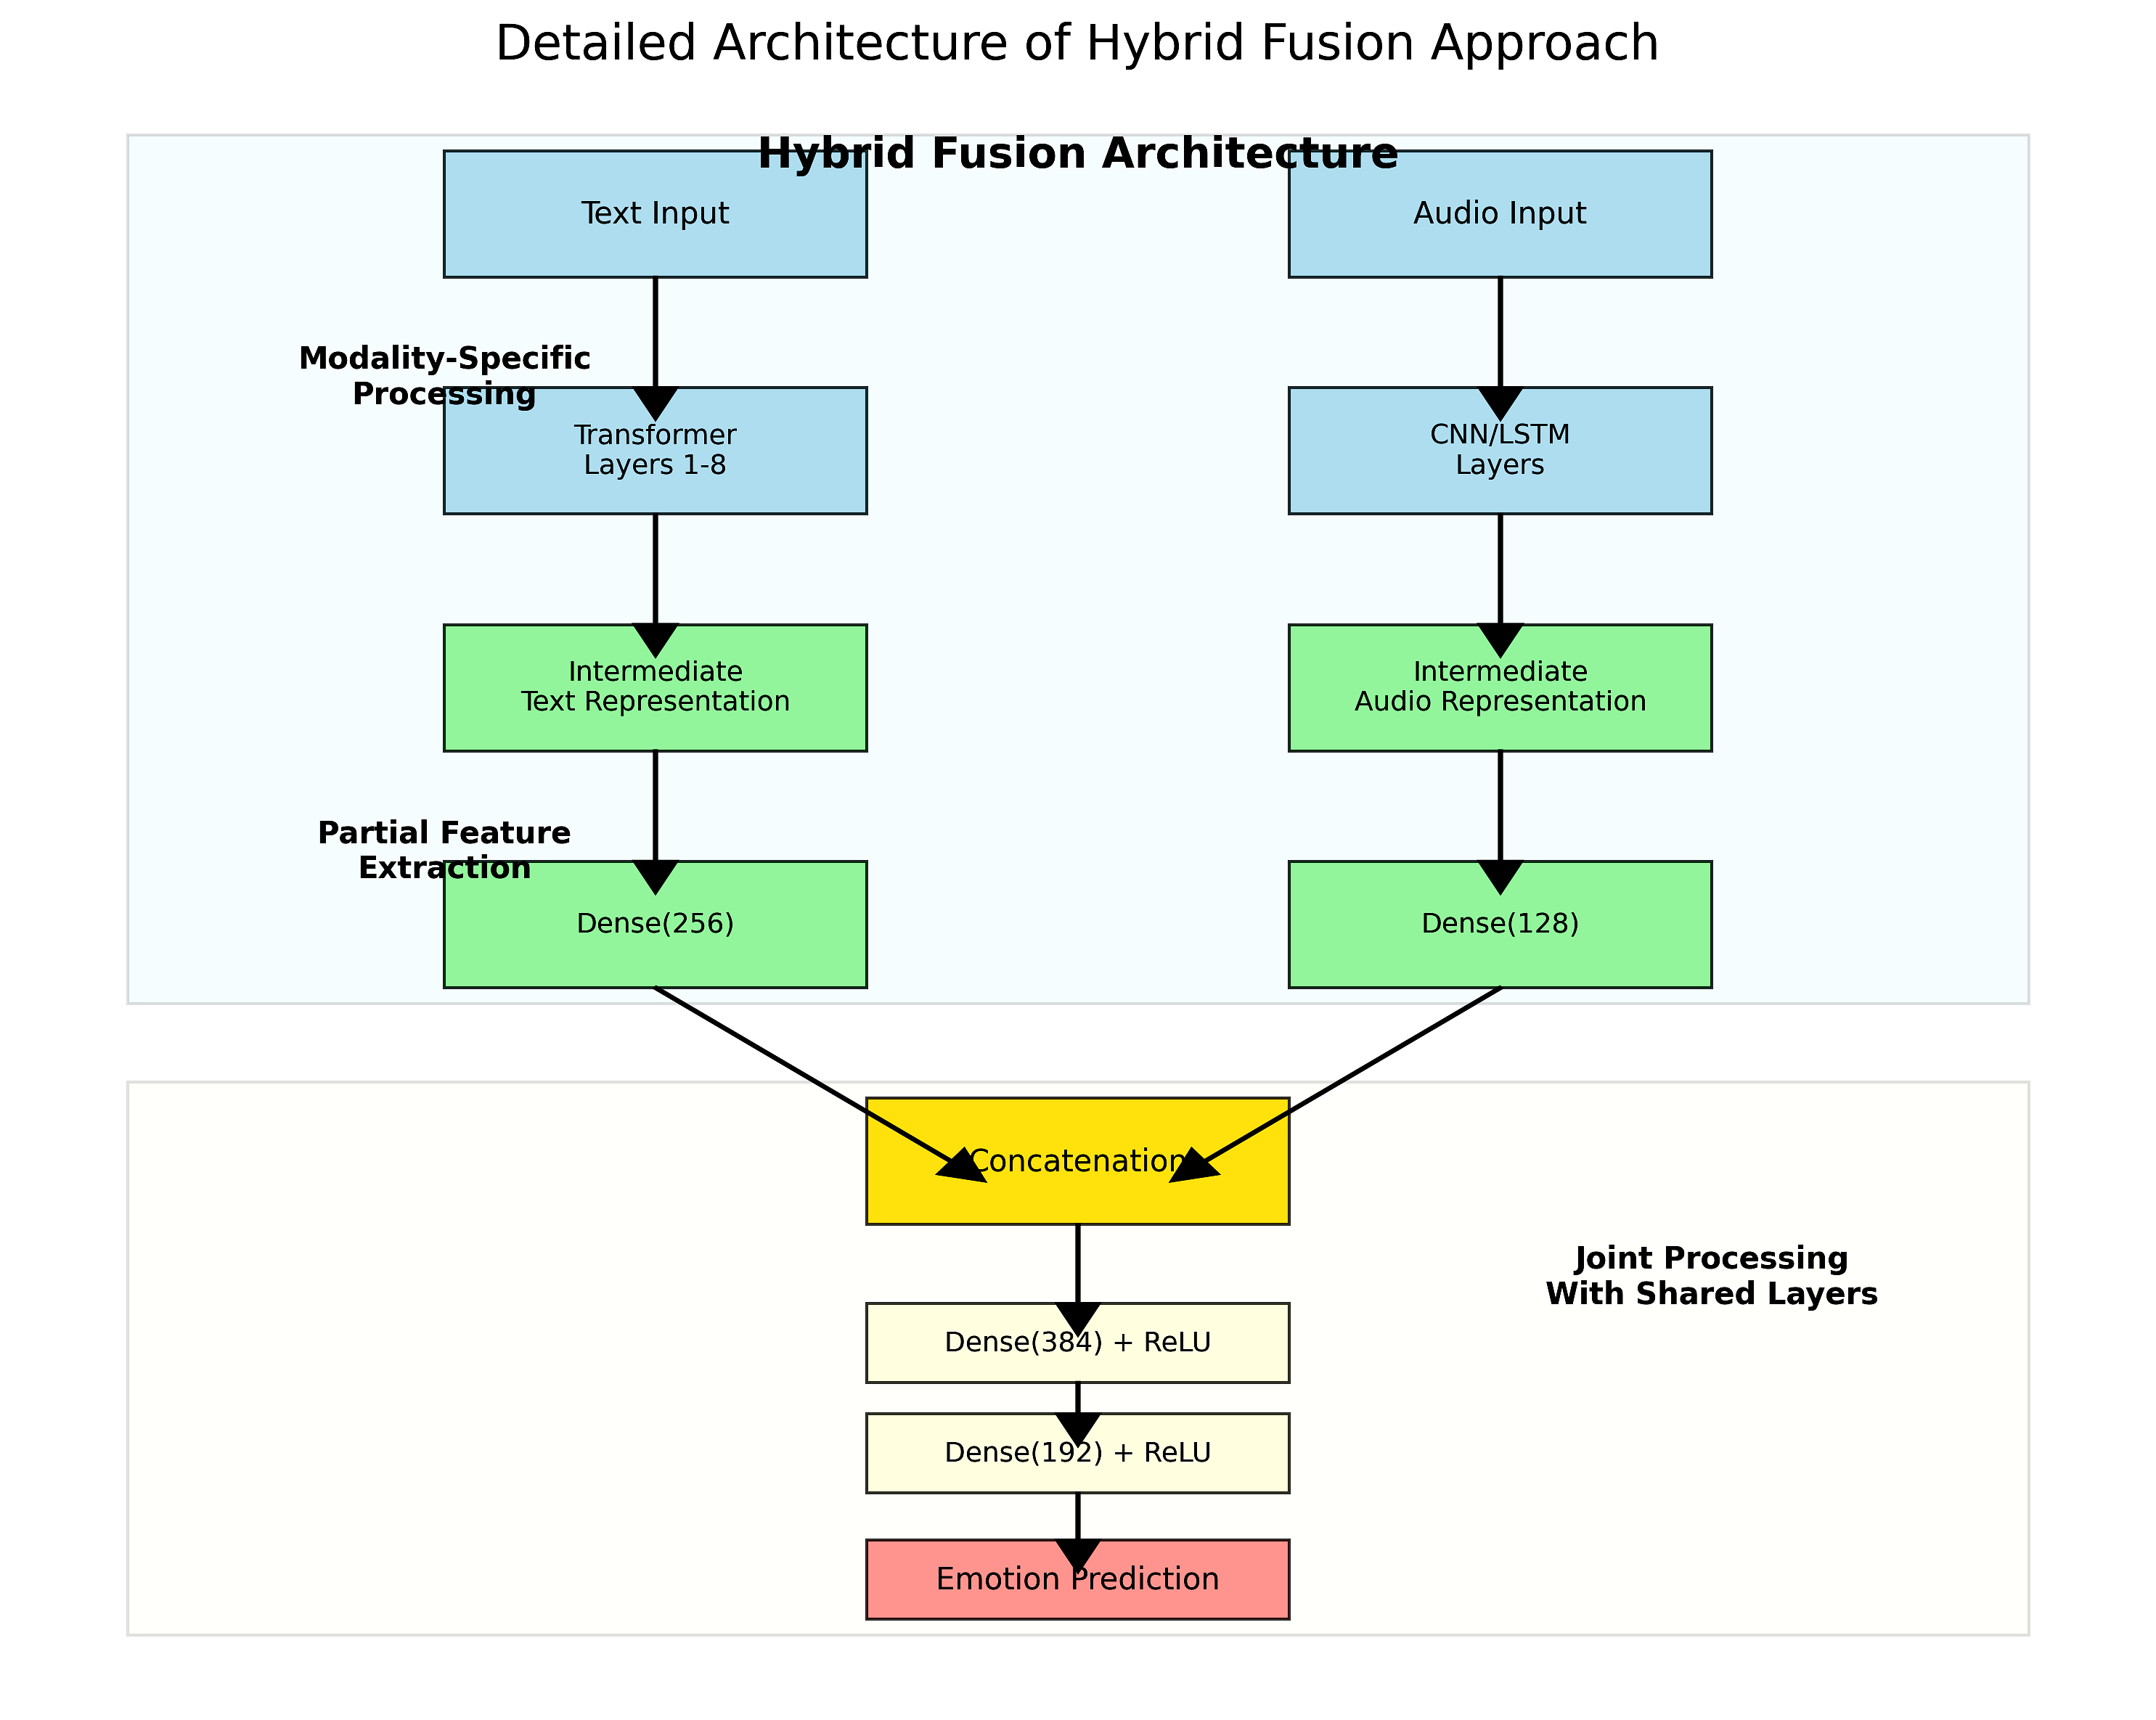 Detailed Architecture of Hybrid Fusion Approach
Hybrid Fusion Architecture
Text Input
Audio Input
Modality-Specific
Processing
Transformer
Layers 1-8
CNN/LSTM
Layers
Intermediate
Text Representation
Intermediate
Audio Representation
Partial Feature
Extraction
Dense(256)
Dense(128)
Concatenation
Joint Processing
With Shared Layers
Dense(384) + ReLU
Dense(192) + ReLU
Emotion Prediction